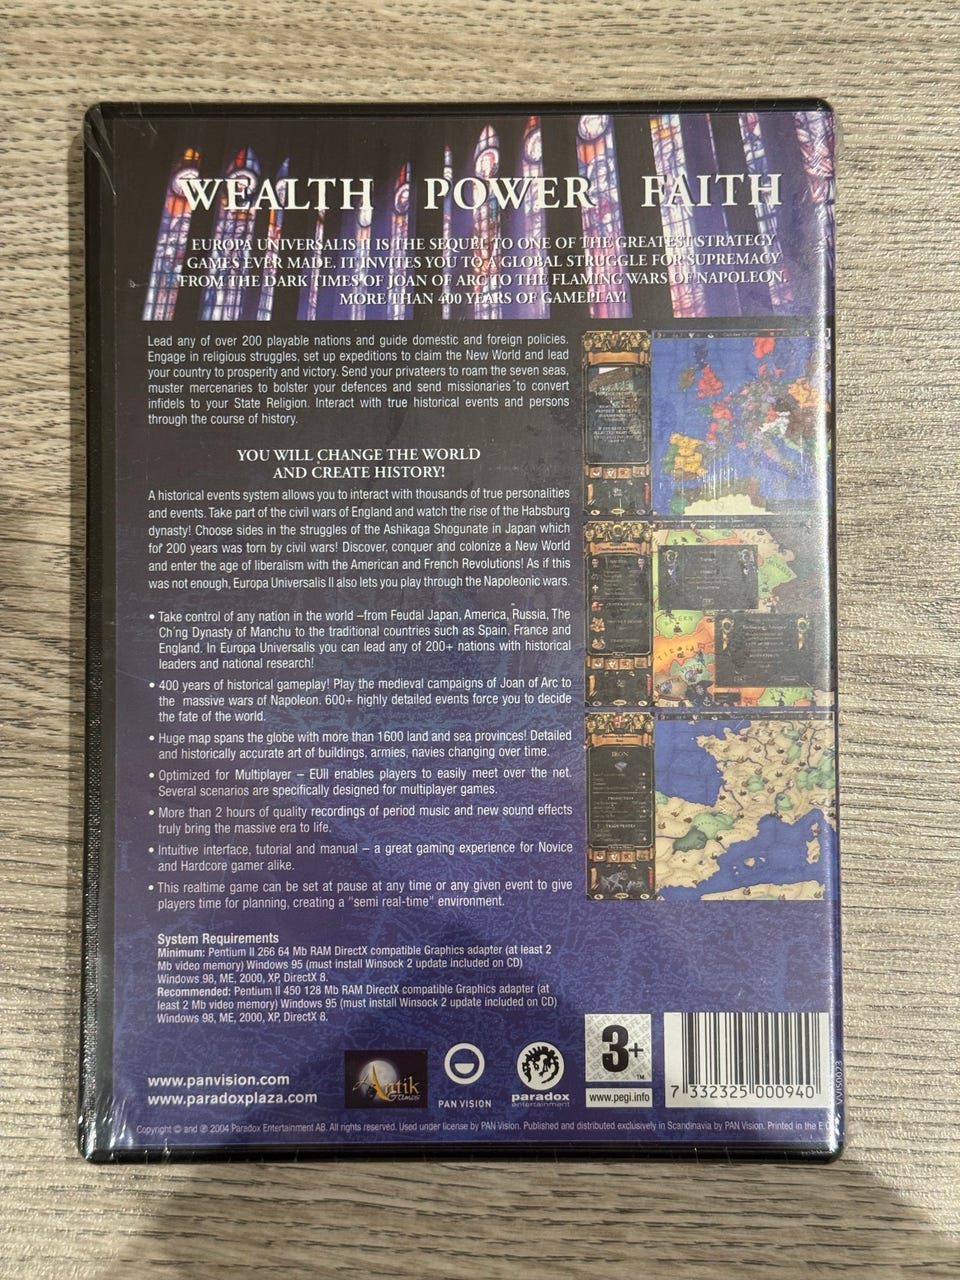 WEALTH POWER FAITH
EUROPA UNIVERSALIS II IS THE SEQUEL TO ONE OF THE GREATEST STRATEGY
GAMES EVER MADE. IT INVITES YOU TO A GLOBAL STRUGGLE FOR SUPREMACY
FROM THE DARK TIMES OF JOAN OF ARC TO THE FLAMING WARS OF NAPOLEON.
MORE THAN 400 YEARS OF GAMEPLAY!
Lead any of over 200 playable nations and guide domestic and foreign policies.
Engage in religious struggles, set up expeditions to claim the New World and lead
your country to prosperity and victory. Send your privateers to roam the seven seas,
muster mercenaries to bolster your defences and send missionaries to convert
infidels to your State Religion. Interact with true historical events and persons
through the course of history.
YOU WILL CHANGE THE WORLD
AND CREATE HISTORY!
A historical events system allows you to interact with thousands of true personalities
and events. Take part of the civil wars of England and watch the rise of the Habsburg
dynasty! Choose sides in the struggles of the Ashikaga Shogunate in Japan which
for 200 years was torn by civil wars! Discover, conquer and colonize a New World
and enter the age of liberalism with the American and French Revolutions! As if this
was not enough, Europa Universalis II also lets you play through the Napoleonic wars.
• Take control of any nation in the world –from Feudal Japan, America, Russia, The
Ch'ng Dynasty of Manchu to the traditional countries such as Spain, France and
England. In Europa Universalis you can lead any of 200+ nations with historical
leaders and national research!
• 400 years of historical gameplay! Play the medieval campaigns of Joan of Arc to
the massive wars of Napoleon. 600+ highly detailed events force you to decide
the fate of the world.
• Huge map spans the globe with more than 1600 land and sea provinces! Detailed
and historically accurate art of buildings, armies, navies changing over time.
• Optimized for Multiplayer – EUII enables players to easily meet over the net.
Several scenarios are specifically designed for multiplayer games.
• More than 2 hours of quality recordings of period music and new sound effects
truly bring the massive era to life.
• Intuitive interface, tutorial and manual – a great gaming experience for Novice
and Hardcore gamer alike.
• This realtime game can be set at pause at any time or any given event to give
players time for planning, creating a "semi real-time" environment.
IRON
System Requirements
Minimum: Pentium II 266 64 Mb RAM DirectX compatible Graphics adapter (at least 2
Mb video memory) Windows 95 (must install Winsock 2 update included on CD)
Windows 98, ME, 2000, XP, DirectX 8.
Recommended: Pentium II 450 128 Mb RAM DirectX compatible Graphics adapter (at
least 2 Mb video memory) Windows 95 (must install Winsock 2 update included on CD)
Windows 98, ME, 2000, XP, DirectX 8.
www.panvision.com
www.paradoxplaza.com
Antik
Games
PAN VISION
paradox
entertainment
3+
TM
www.pegi.info
7 332325 000940
VVIS0023
Copyright © and ℗ 2004 Paradox Entertainment AB. All rights reserved. Used under license by PAN Vision. Published and distributed exclusively in Scandinavia by PAN Vision. Printed in the E